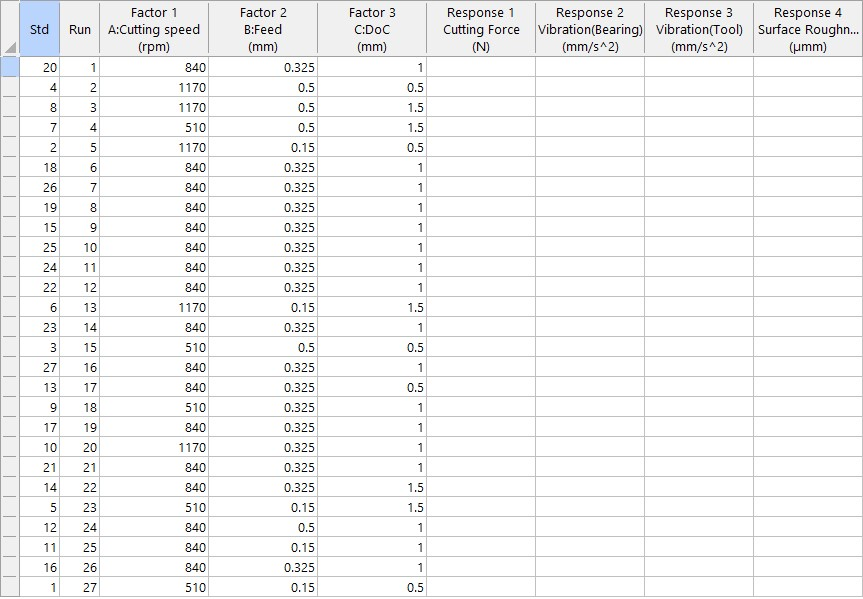 Std Run Factor 1 A:Cutting speed (rpm) Factor 2 B:Feed (mm) Factor 3 C:DoC (mm) Response 1 Cutting Force (N) Response 2 Vibration(Bearing) (mm/s^2) Response 3 Vibration(Tool) (mm/s^2) Response 4 Surface Roughn... (µmm)
20 1 840 0.325 1
4 2 1170 0.5 0.5
8 3 1170 0.5 1.5
7 4 510 0.5 1.5
2 5 1170 0.15 0.5
18 6 840 0.325 1
26 7 840 0.325 1
19 8 840 0.325 1
15 9 840 0.325 1
25 10 840 0.325 1
24 11 840 0.325 1
22 12 840 0.325 1
6 13 1170 0.15 1.5
23 14 840 0.325 1
3 15 510 0.5 0.5
27 16 840 0.325 1
13 17 840 0.325 0.5
9 18 510 0.325 1
17 19 840 0.325 1
10 20 1170 0.325 1
21 21 840 0.325 1
14 22 840 0.325 1.5
5 23 510 0.15 1.5
12 24 840 0.5 1
11 25 840 0.15 1
16 26 840 0.325 1
1 27 510 0.15 0.5